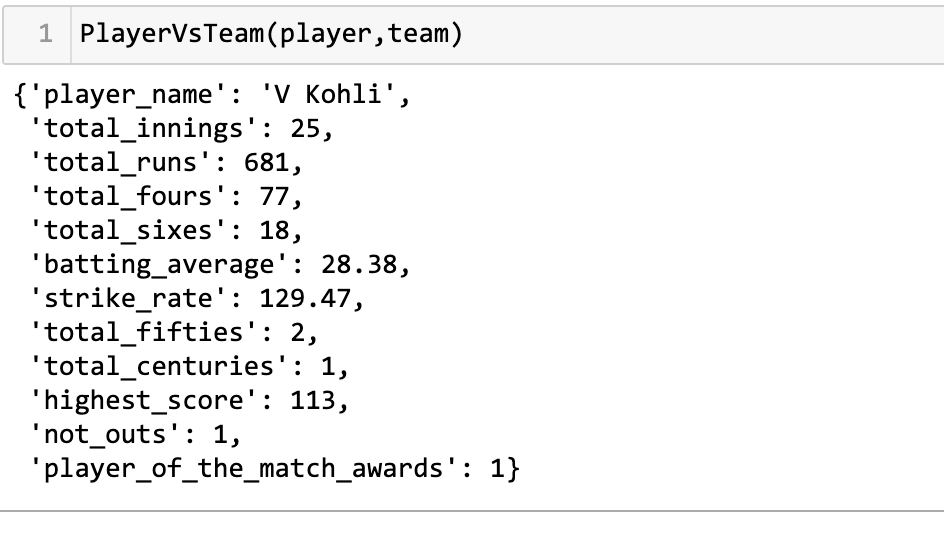 1 PlayerVsTeam(player,team)
{'player_name': 'V Kohli',
'total_innings': 25,
'total_runs': 681,
'total_fours': 77,
'total_sixes': 18,
'batting_average': 28.38,
'strike_rate': 129.47,
'total_fifties': 2,
'total_centuries': 1,
'highest_score': 113,
'not_outs': 1,
'player_of_the_match_awards': 1}